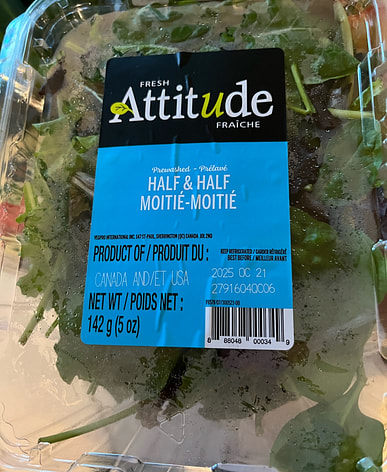 FRESH
Attitude
FRAÎCHE
Prewashed - Prélavé
HALF & HALF
MOITIÉ-MOITIÉ
PRODUCT OF / PRODUIT DU :
KEEP REFRIGERATED / GARDER RÉFRIGÉRÉ
BEST BEFORE / MEILLEUR AVANT
CANADA AND/ET USA
2025 OC 21
27916040C06
NET WT / POIDS NET :
142 g (5 oz)
8 88048 00034 9